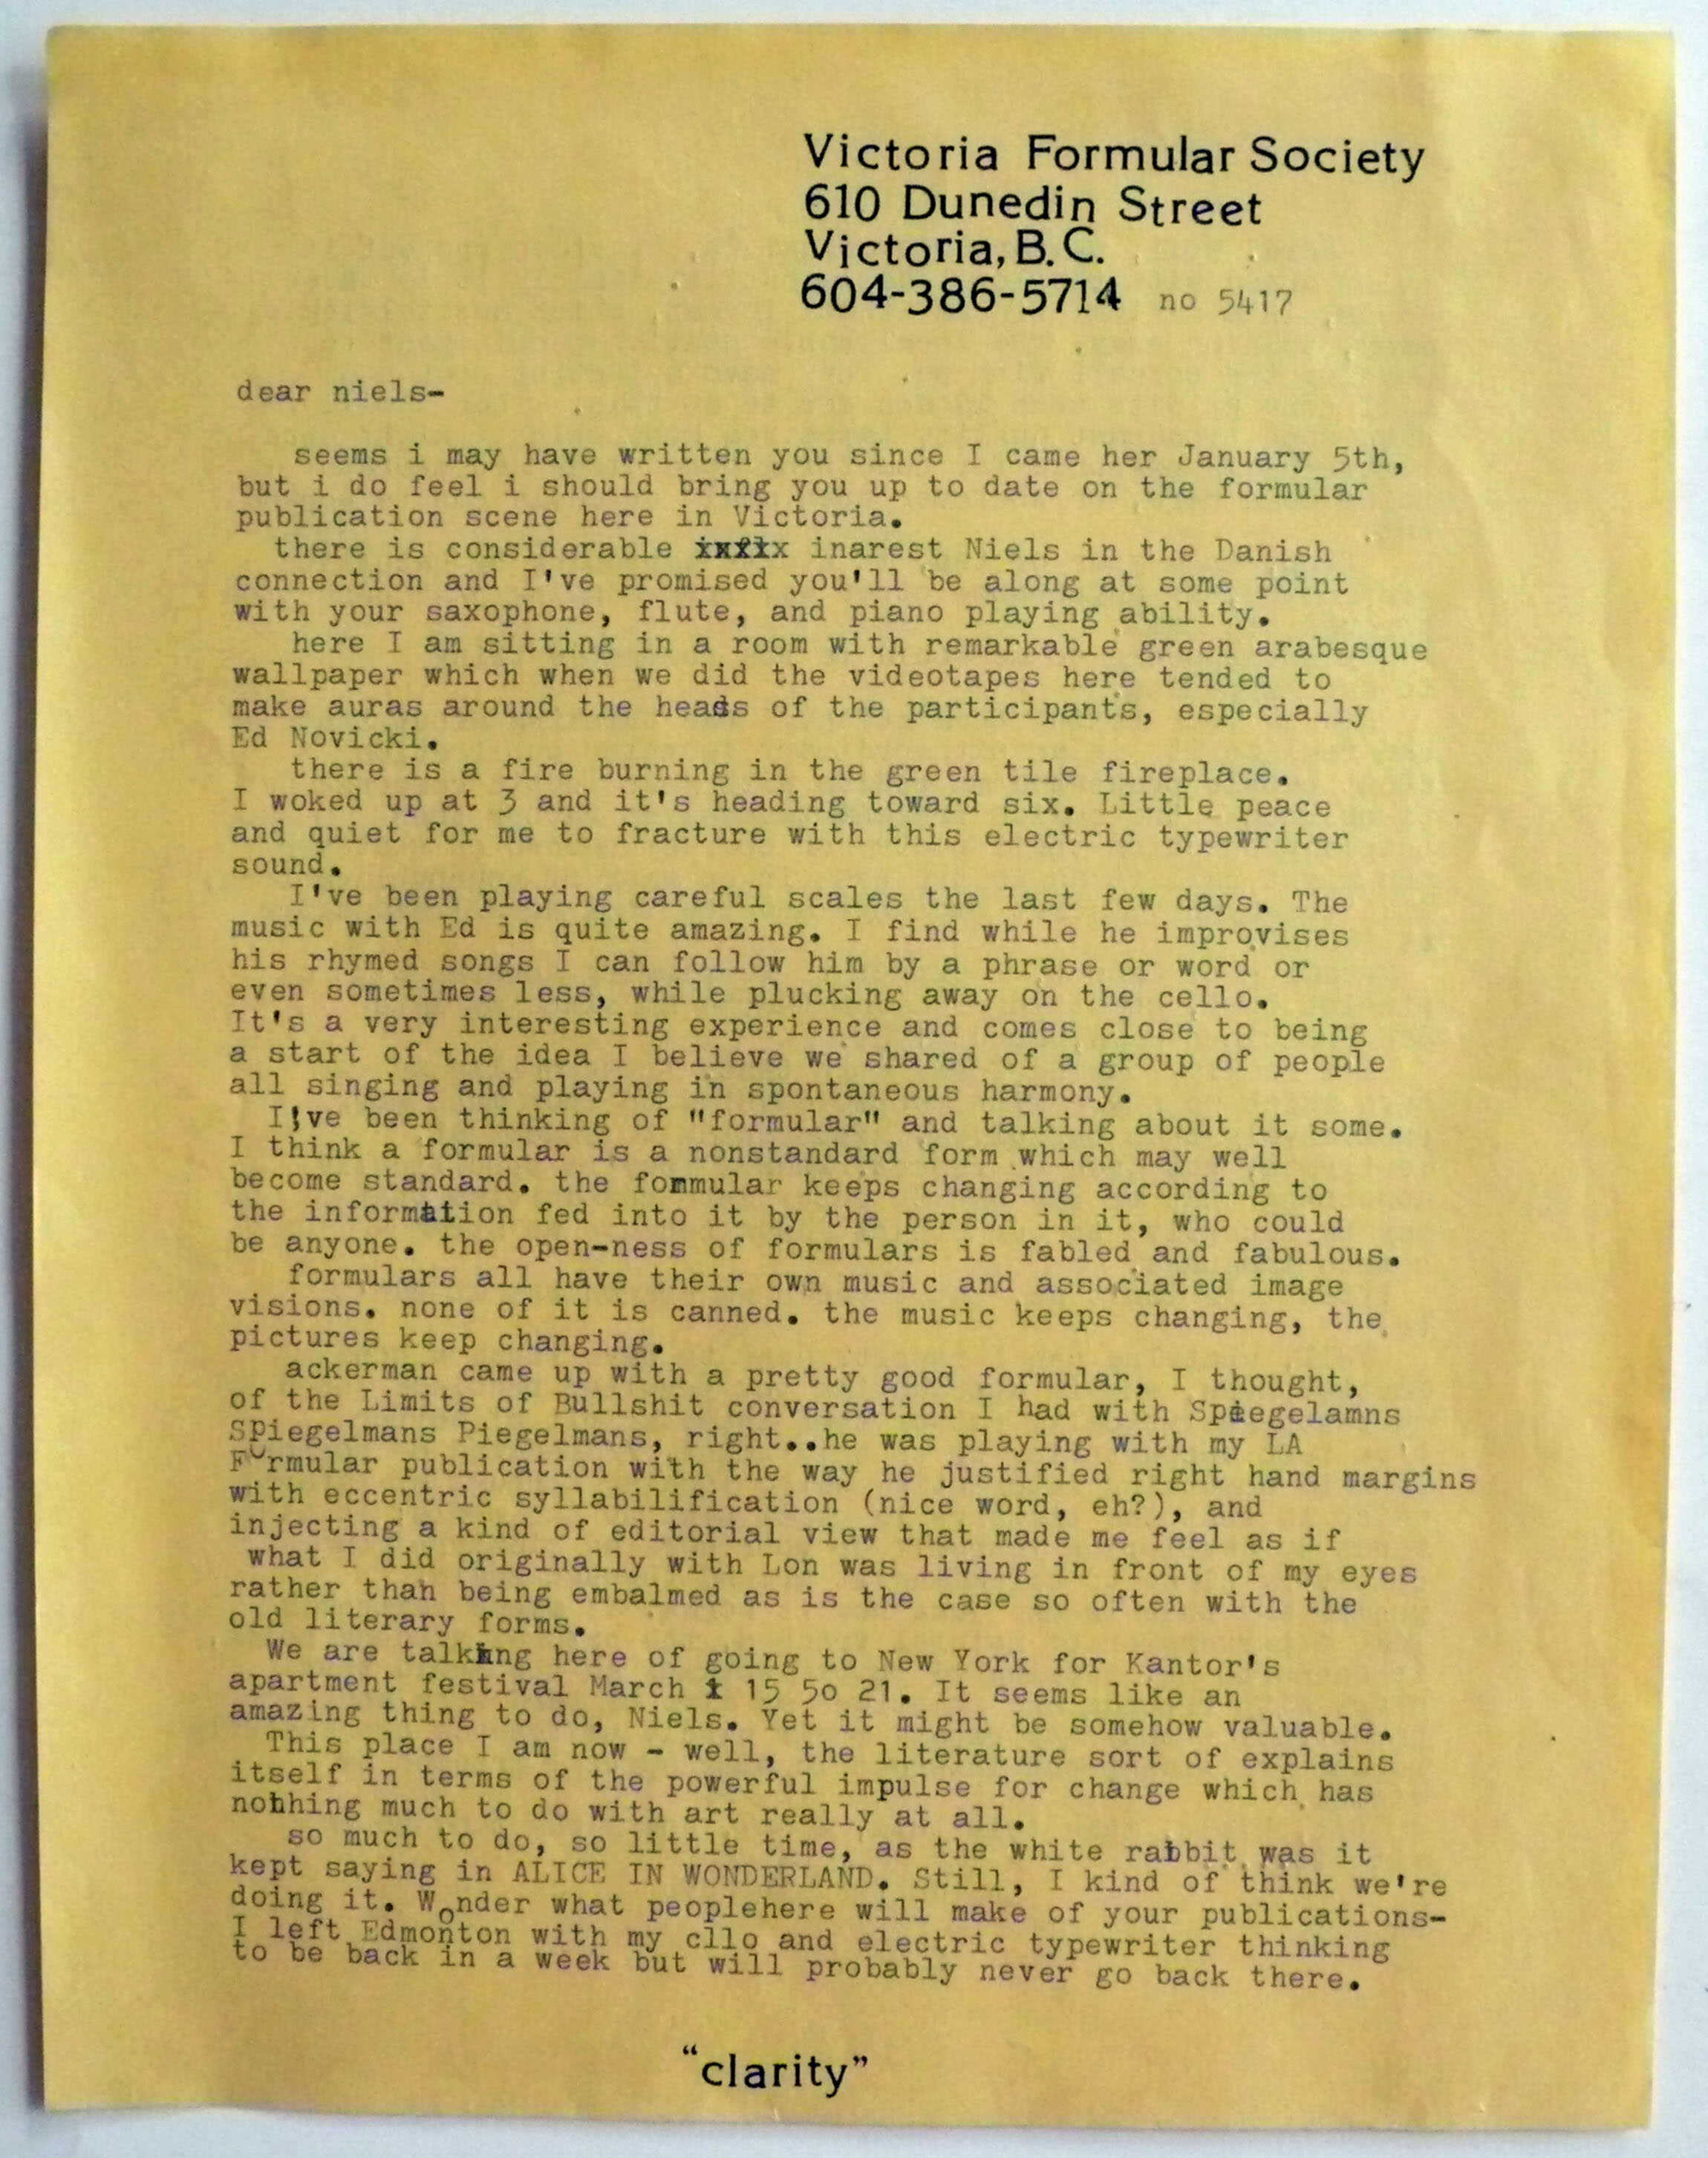 Victoria Formular Society
610 Dunedin Street
Victoria, B.C.
604-386-5714 no 5417
dear niels-
seems i may have written you since I came her January 5th,
but i do feel i should bring you up to date on the formular
publication scene here in Victoria.
there is considerable inarest Niels in the Danish
connection and I've promised you'll be along at some point
with your saxophone, flute, and piano playing ability.
here I am sitting in a room with remarkable green arabesque
wallpaper which when we did the videotapes here tended to
make auras around the heads of the participants, especially
Ed Novicki.
there is a fire burning in the green tile fireplace.
I woked up at 3 and it's heading toward six. Little peace
and quiet for me to fracture with this electric typewriter
sound.
I've been playing careful scales the last few days. The
music with Ed is quite amazing. I find while he improvises
his rhymed songs I can follow him by a phrase or word or
even sometimes less, while plucking away on the cello.
It's a very interesting experience and comes close to being
a start of the idea I believe we shared of a group of people
all singing and playing in spontaneous harmony.
I've been thinking of "formular" and talking about it some.
I think a formular is a nonstandard form which may well
become standard. the fommular keeps changing according to
the information fed into it by the person in it, who could
be anyone. the open-ness of formulars is fabled and fabulous.
formulars all have their own music and associated image
visions. none of it is canned. the music keeps changing, the
pictures keep changing.
ackerman came up with a pretty good formular, I thought,
of the Limits of Bullshit conversation I had with Spiegelamns
SPiegelmans Piegelmans, right..he was playing with my LA
Formular publication with the way he justified right hand margins
with eccentric syllabilification (nice word, eh?), and
injecting a kind of editorial view that made me feel as if
what I did originally with Lon was living in front of my eyes
rather than being embalmed as is the case so often with the
old literary forms.
We are talking here of going to New York for Kantor's
apartment festival March 15 5o 21. It seems like an
amazing thing to do, Niels. Yet it might be somehow valuable.
This place I am now - well, the literature sort of explains
itself in terms of the powerful impulse for change which has
nothing much to do with art really at all.
so much to do, so little time, as the white rabbit was it
kept saying in ALICE IN WONDERLAND. Still, I kind of think we're
doing it. Wonder what peoplehere will make of your publications-
I left Edmonton with my cllo and electric typewriter thinking
to be back in a week but will probably never go back there.
"clarity"